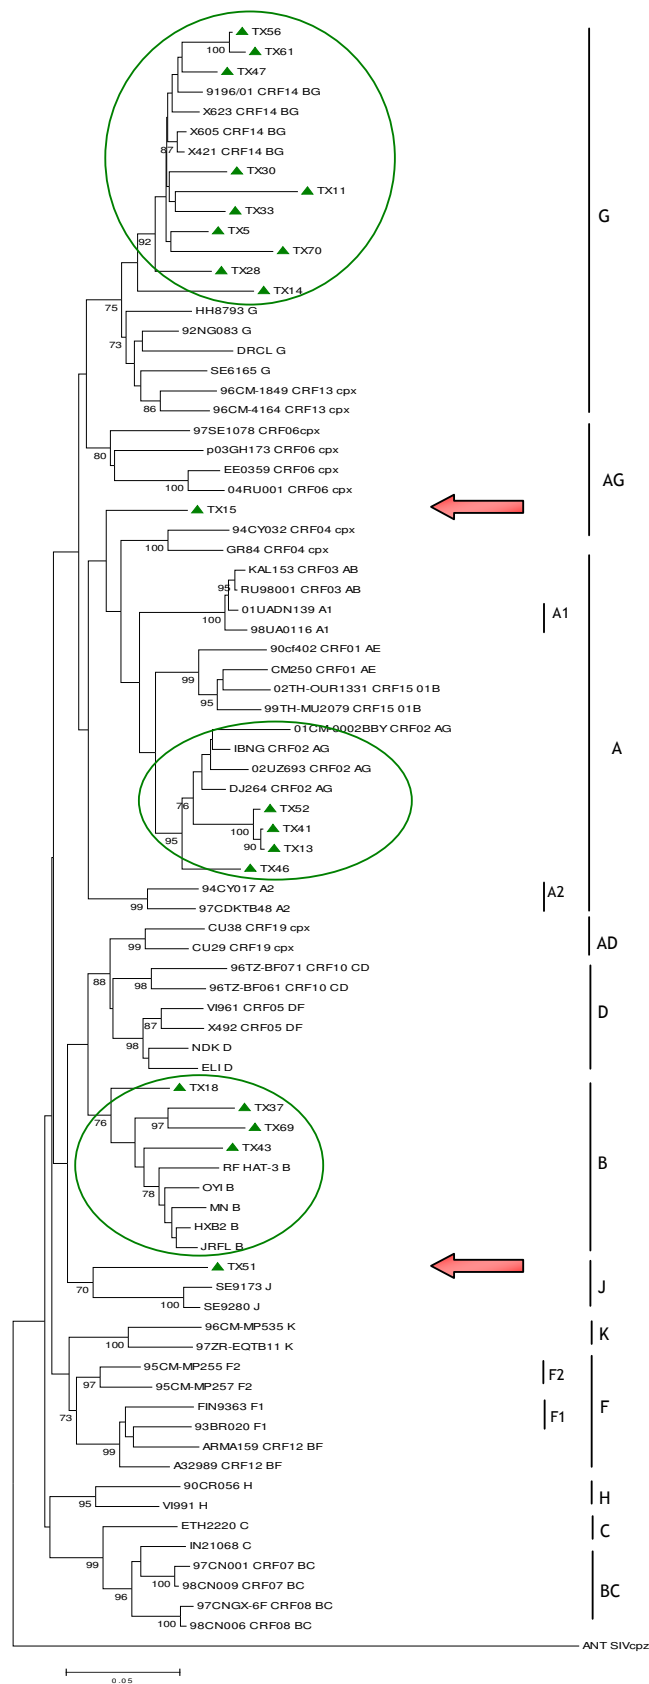 TX56
100
TX61
TX47
9196/01 CRF14 BG
X623 CRF14 BG
X605 CRF14 BG
87
X421 CRF14 BG
TX30
TX11
TX33
G
TX5
92
TX70
TX28
TX14
75
HH8793 G
92NG083 G
73
DRCL G
SE6165 G
96CM-1849 CRF13 cpx
86
96CM-4164 CRF13 cpx
97SE1078 CRF06cpx
p03GH173 CRF06 cpx
80
EE0359 CRF06 cpx
AG
100
04RU001 CRF06 cpx
TX15
94CY032 CRF04 cpx
100
GR84 CRF04 cpx
KAL153 CRF03 AB
95
RU98001 CRF03 AB
01UADN139 A1
A1
100
98UA0116 A1
90cf402 CRF01 AE
CM250 CRF01 AE
99
02TH-OUR1331 CRF15 01B
95
99TH-MU2079 CRF15 01B
01CM-0002BBY CRF02 AG
IBNG CRF02 AG
A
02UZ693 CRF02 AG
DJ264 CRF02 AG
76
TX52
100
TX41
95
90
TX13
TX46
94CY017 A2
A2
99
97CDKTB48 A2
CU38 CRF19 cpx
99
CU29 CRF19 cpx
AD
96TZ-BF071 CRF10 CD
88
98
96TZ-BF061 CRF10 CD
VI961 CRF05 DF
D
87
X492 CRF05 DF
98
NDK D
ELI D
TX18
TX37
76
97
TX69
TX43
RF HAT-3 B
B
78
OYI B
MN B
HXB2 B
JRFL B
TX51
70
SE9173 J
J
100
SE9280 J
96CM-MP535 K
K
100
97ZR-EQTB11 K
95CM-MP255 F2
F2
97
95CM-MP257 F2
FIN9363 F1
F
73
F1
93BR020 F1
ARMA159 CRF12 BF
99
A32989 CRF12 BF
90CR056 H
H
95
VI991 H
ETH2220 C
C
IN21068 C
99
97CN001 CRF07 BC
100
98CN009 CRF07 BC
BC
96
97CNGX-6F CRF08 BC
100
98CN006 CRF08 BC
ANT SIVcpz
0.05